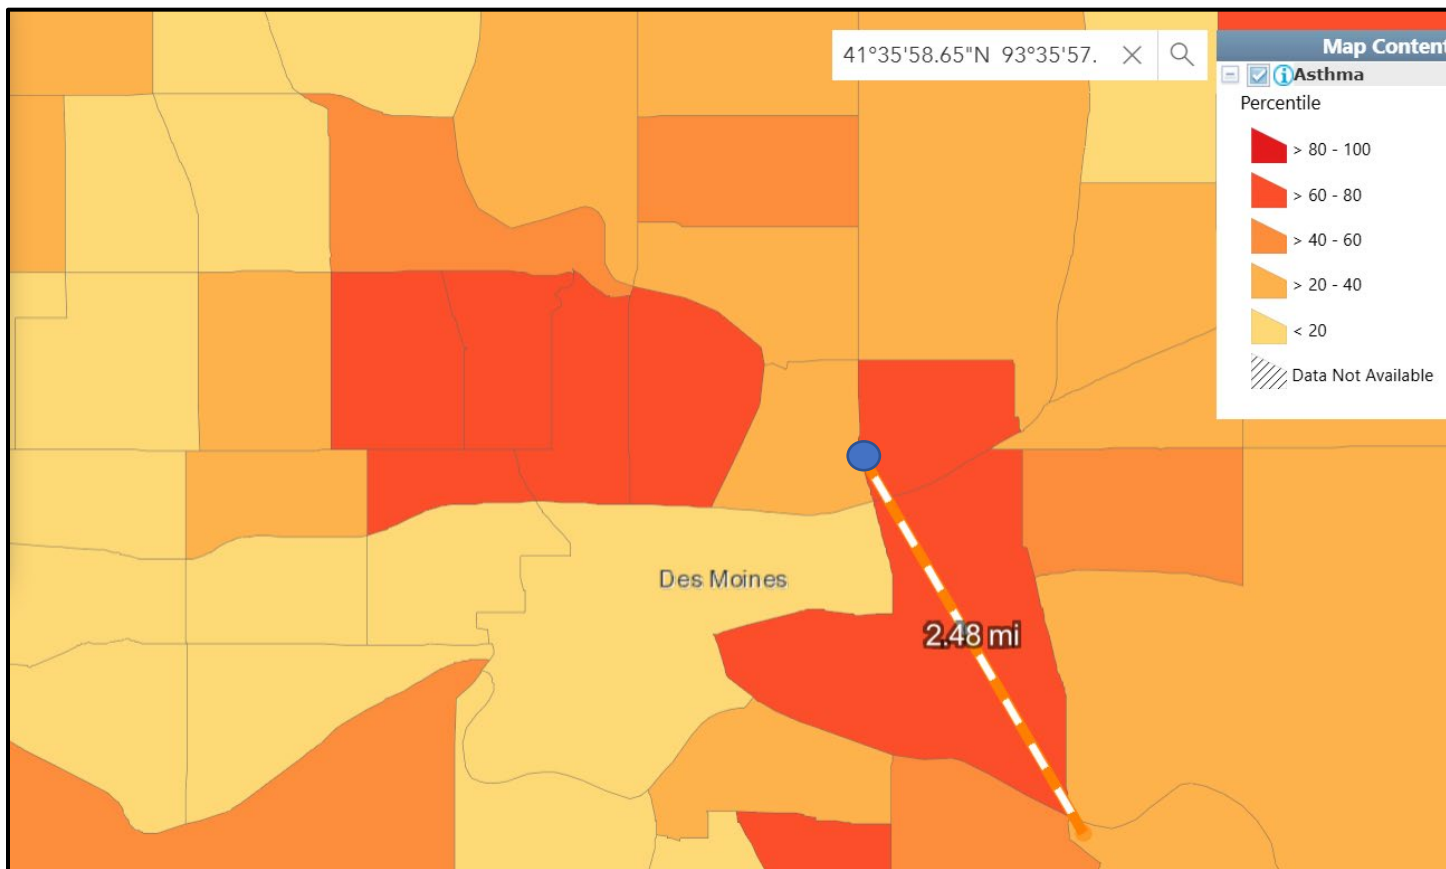 41°35'58.65"N 93°35'57.
Map Content
Asthma
Percentile
> 80 - 100
> 60 - 80
> 40 - 60
> 20 - 40
< 20
Data Not Available
Des Moines
2.48 mi